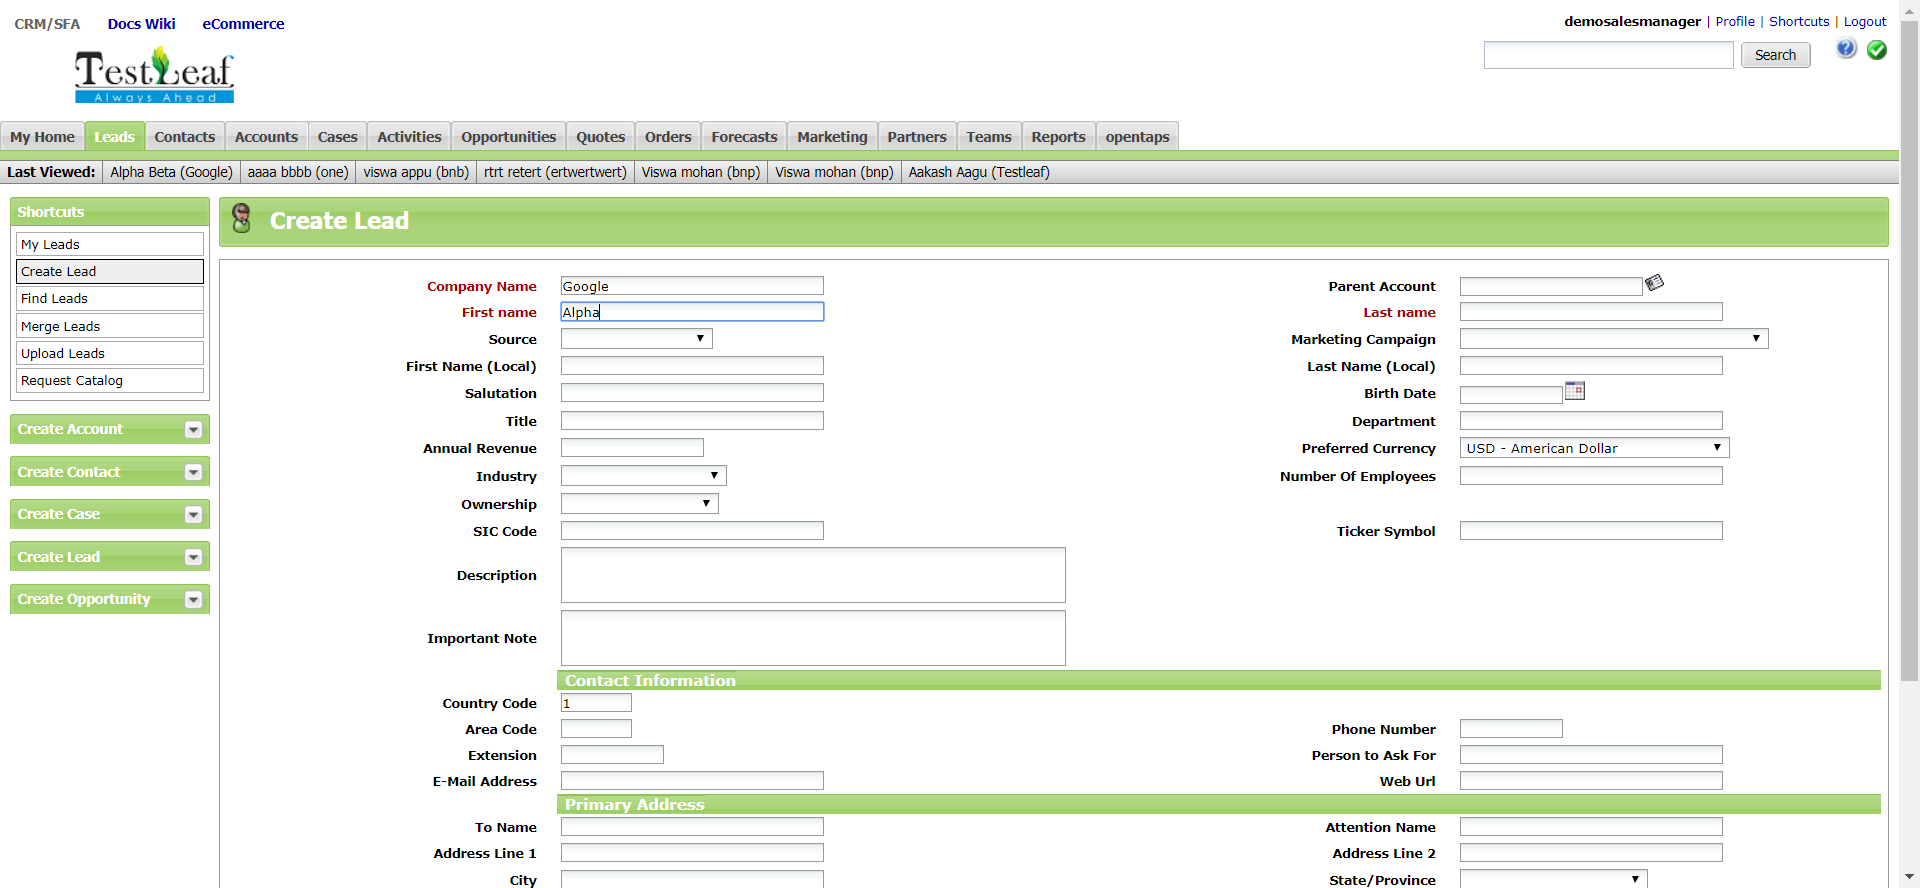 CRM/SFA Docs Wiki eCommerce
demosalesmanager | Profile | Shortcuts | Logout
Search
TestLeaf
Always Ahead
My Home Leads Contacts Accounts Cases Activities Opportunities Quotes Orders Forecasts Marketing Partners Teams Reports opentaps
Last Viewed: Alpha Beta (Google) aaaa bbbb (one) viswa appu (bnb) rtrt retert (ertwertwert) Viswa mohan (bnp) Viswa mohan (bnp) Aakash Aagu (Testleaf)
Shortcuts
My Leads
Create Lead
Find Leads
Merge Leads
Upload Leads
Request Catalog
Create Account
Create Contact
Create Case
Create Lead
Create Opportunity
Create Lead
Company Name Google Parent Account
First name Alpha Last name
Source Marketing Campaign
First Name (Local) Last Name (Local)
Salutation Birth Date
Title Department
Annual Revenue Preferred Currency USD - American Dollar
Industry Number Of Employees
Ownership
SIC Code Ticker Symbol
Description
Important Note
Contact Information
Country Code 1
Area Code Phone Number
Extension Person to Ask For
E-Mail Address Web Url
Primary Address
To Name Attention Name
Address Line 1 Address Line 2
City State/Province